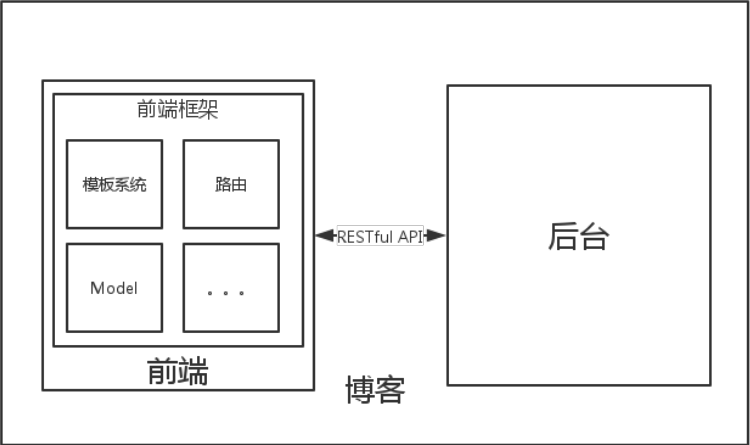 前端框架
模板系统
路由
Model
。。。
前端
RESTful API
后台
博客